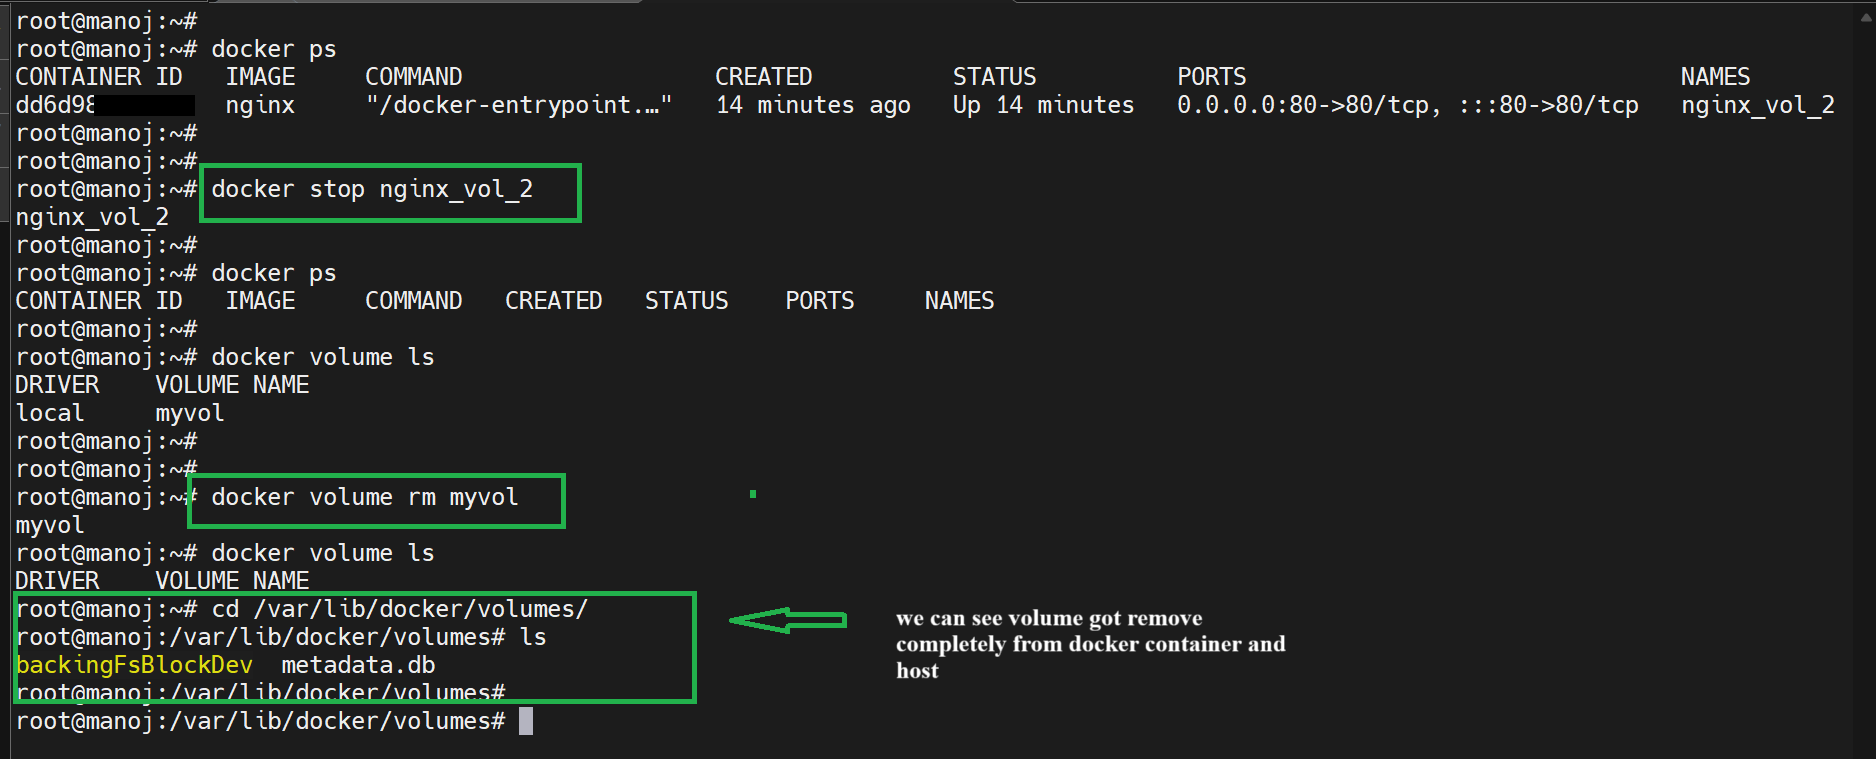 root@manoj:~#
root@manoj:~# docker ps
CONTAINER ID   IMAGE     COMMAND                  CREATED          STATUS          PORTS                               NAMES
dd6d98   nginx     "/docker-entrypoint.…"   14 minutes ago   Up 14 minutes   0.0.0.0:80->80/tcp, :::80->80/tcp   nginx_vol_2
root@manoj:~#
root@manoj:~#
root@manoj:~# docker stop nginx_vol_2
nginx_vol_2
root@manoj:~#
root@manoj:~# docker ps
CONTAINER ID   IMAGE     COMMAND   CREATED   STATUS    PORTS     NAMES
root@manoj:~#
root@manoj:~# docker volume ls
DRIVER    VOLUME NAME
local     myvol
root@manoj:~#
root@manoj:~#
root@manoj:~# docker volume rm myvol
myvol
root@manoj:~# docker volume ls
DRIVER    VOLUME NAME
root@manoj:~# cd /var/lib/docker/volumes/
root@manoj:/var/lib/docker/volumes# ls
backingFsBlockDev  metadata.db
root@manoj:/var/lib/docker/volumes#
root@manoj:/var/lib/docker/volumes#
we can see volume got remove
completely from docker container and
host